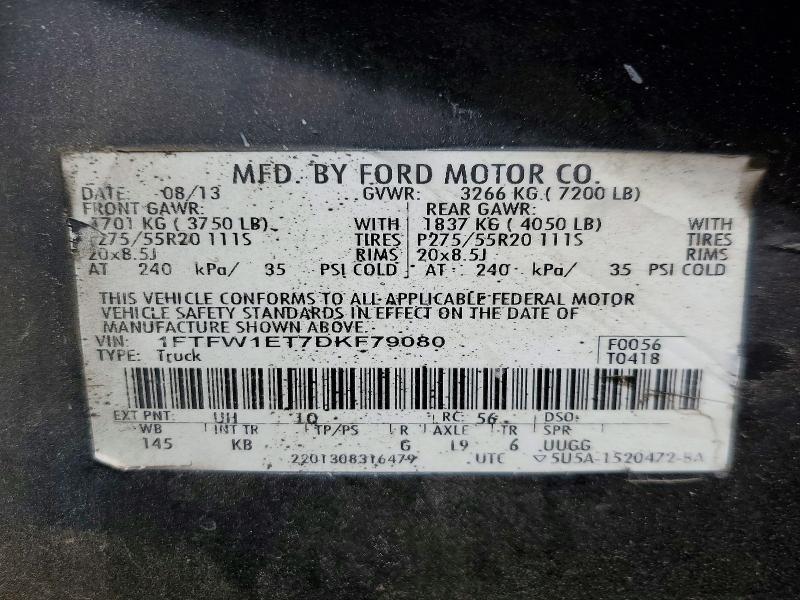 MFD. BY FORD MOTOR CO.
DATE: 08/13 GVWR: 3266 KG ( 7200 LB)
FRONT GAWR: REAR GAWR:
1701 KG ( 3750 LB) WITH 1837 KG ( 4050 LB) WITH
P275/55R20 111S TIRES P275/55R20 111S TIRES
20x8.5J RIMS 20x8.5J RIMS
AT 240 kPa/ 35 PSI COLD AT 240 kPa/ 35 PSI COLD
THIS VEHICLE CONFORMS TO ALL APPLICABLE FEDERAL MOTOR
VEHICLE SAFETY STANDARDS IN EFFECT ON THE DATE OF
MANUFACTURE SHOWN ABOVE.
VIN: 1FTFW1ET7DKF79080 F0056
TYPE: Truck T0418
EXT PNT: UH 10 RC: 56 DSO:
WB INT TR TP/PS R AXLE TR SPR
145 KB G L9 6 UUGG
2201308316479 UTC ▽5U5A-1520472-8A